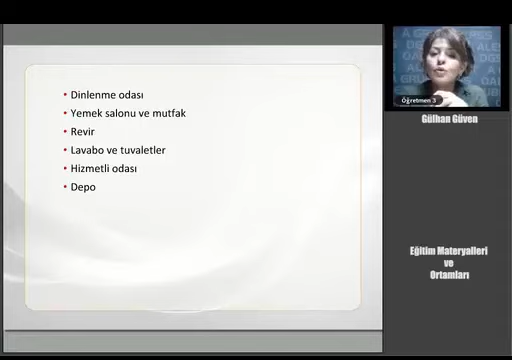 Dinlenme odası
Yemek salonu ve mutfak
Revir
Lavabo ve tuvaletler
Hizmetli odası
Depo
Öğretmen 3
Gülhan Güven
Eğitim Materyalleri
ve
Ortamları